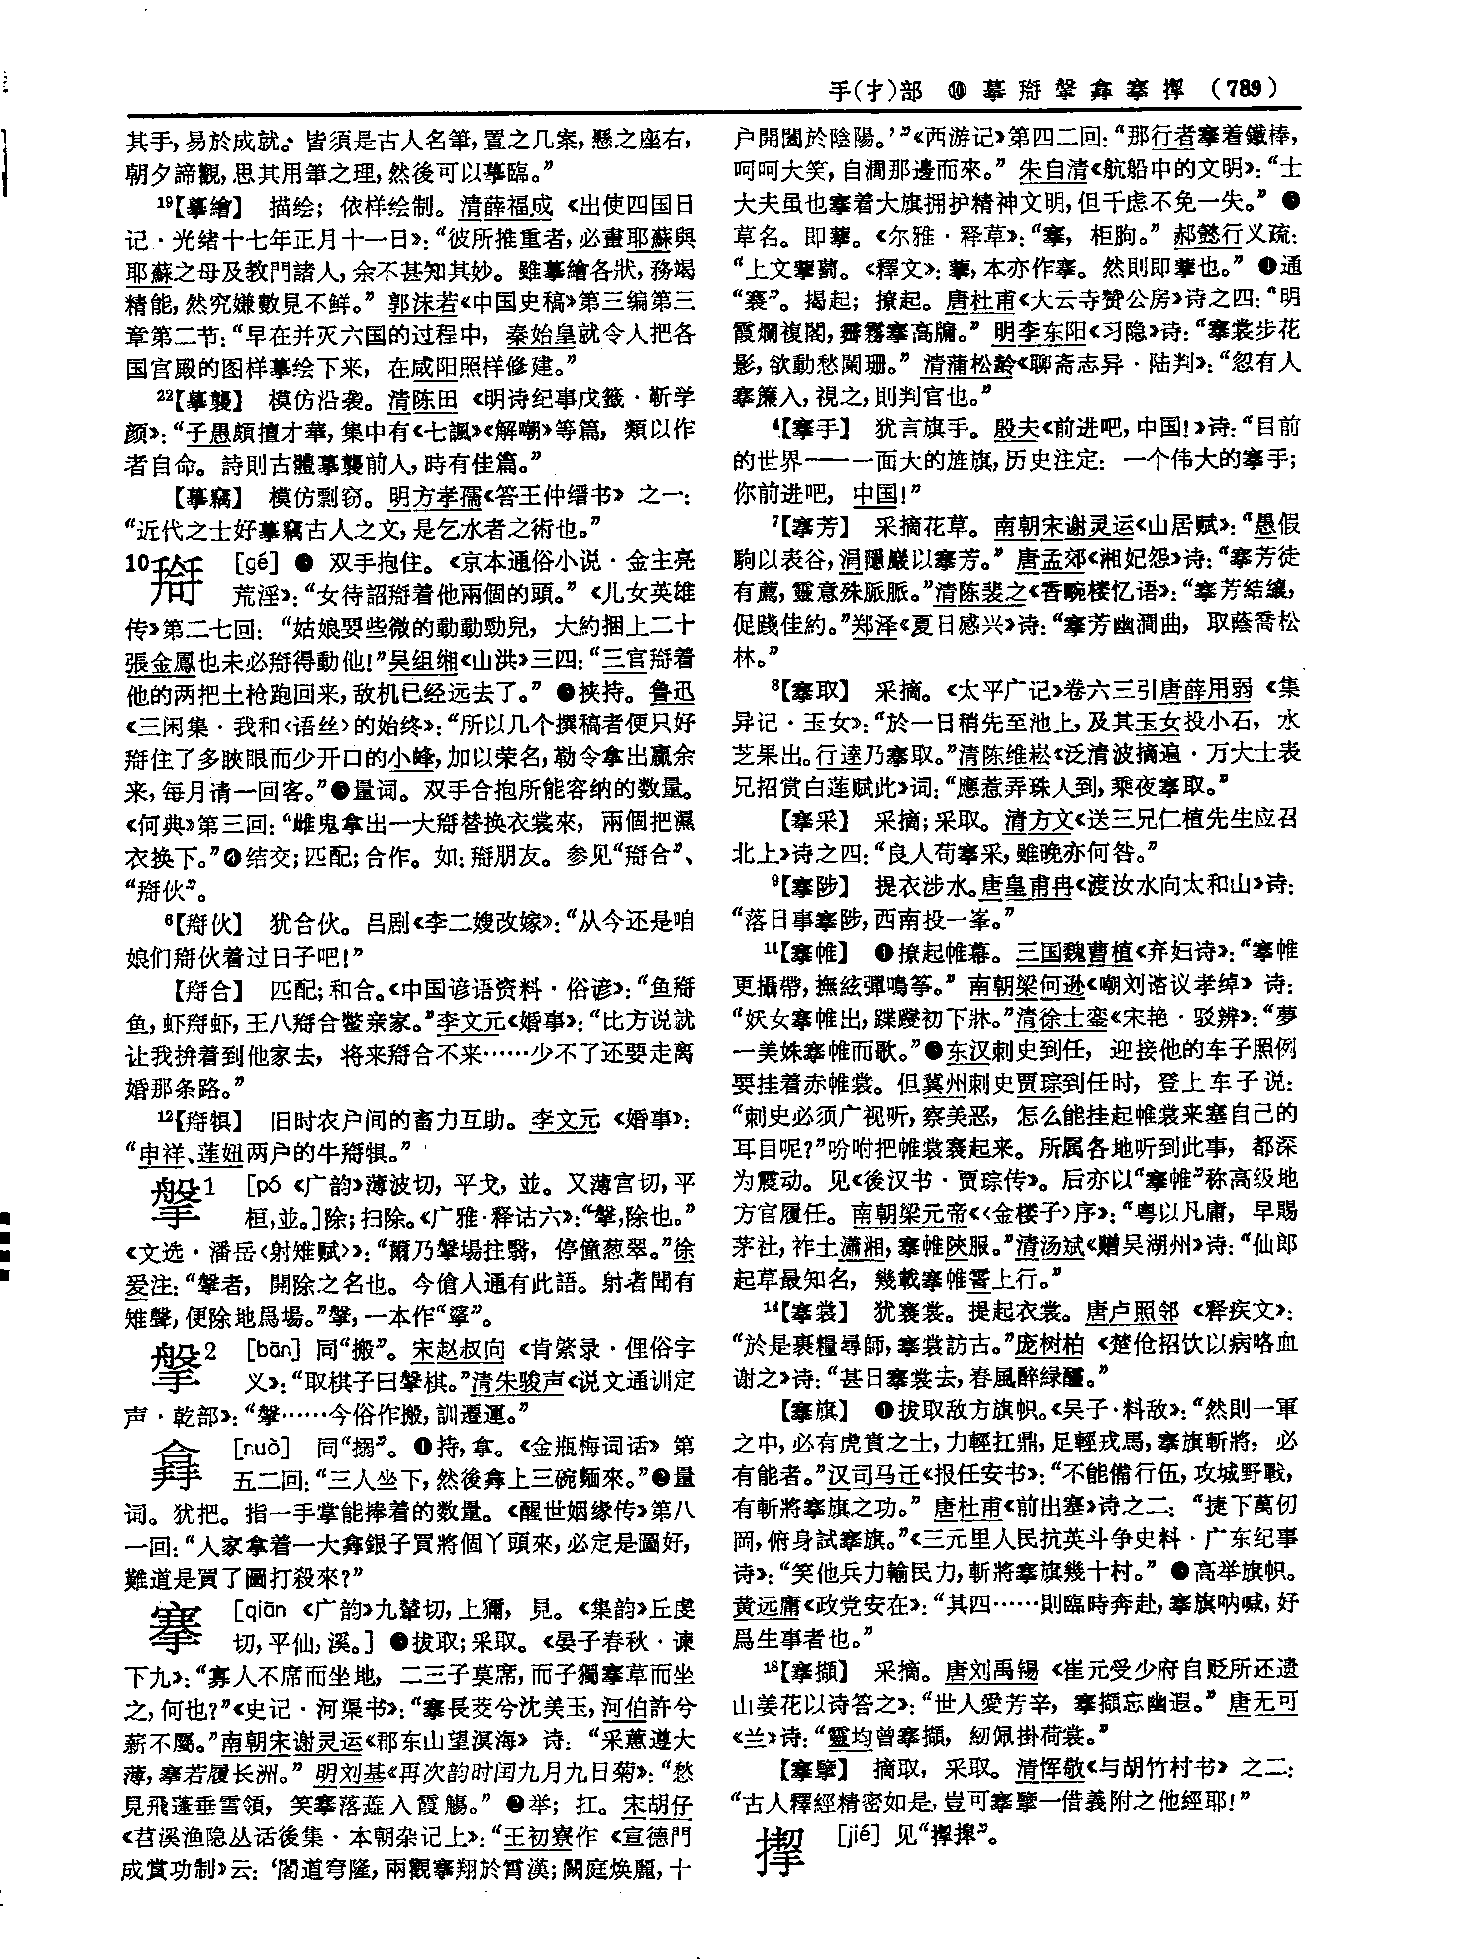 手(扌)部 ⑩ 摹搿搫搻搴㨗 (789)
其手，易於成就。皆須是古人名筆，置之几案，懸之座右，
朝夕諦觀，思其用筆之理，然後可以摹臨。”
19【摹繪】 描绘；依样绘制。清薛福成《出使四国日
记·光绪十七年正月十一日》：“彼所推重者，必畫耶蘇與
耶蘇之母及教門諸人，余不甚知其妙。雖摹繪各狀，務竭
精能，然究嫌數見不鮮。” 郭沫若《中国史稿》第三编第三
章第二节：“早在并灭六国的过程中，秦始皇就令人把各
国宫殿的图样摹绘下来，在咸阳照样修建。”
22【摹襲】 模仿沿袭。清陈田《明诗纪事戊籖·靳学
颜》：“子愚頗擅才華，集中有《七諷》《解嘲》等篇，類以作
者自命。詩則古體摹襲前人，時有佳篇。”
【摹竊】 模仿剽窃。明方孝孺《答王仲缙书》之一：
“近代之士好摹竊古人之文，是乞水者之術也。”
10搿 [gé] ❶ 双手抱住。《京本通俗小说·金主亮
荒淫》：“女待詔搿着他兩個的頭。”《儿女英雄
传》第二七回：“姑娘要些微的動動勁兒，大約捆上二十
張金鳳也未必搿得動他！”吴组缃《山洪》三四：“三官搿着
他的两把土枪跑回来，敌机已经远去了。” ❷挟持。鲁迅
《三闲集·我和〈语丝〉的始终》：“所以几个撰稿者便只好
搿住了多眨眼而少开口的小峰，加以荣名，勒令拿出赢余
来，每月请一回客。”❸量词。双手合抱所能容纳的数量。
《何典》第三回：“雌鬼拿出一大搿替换衣裳來，兩個把濕
衣换下。”❹结交；匹配；合作。如：搿朋友。参见“搿合”、
“搿伙”。
6【搿伙】 犹合伙。吕剧《李二嫂改嫁》：“从今还是咱
娘们搿伙着过日子吧！”
【搿合】 匹配；和合。《中国谚语资料·俗谚》：“鱼搿
鱼，虾搿虾，王八搿合鳖亲家。”李文元《婚事》：“比方说就
让我拚着到他家去，将来搿合不来……少不了还要走离
婚那条路。”
12【搿犋】 旧时农户间的畜力互助。李文元《婚事》：
“申祥、莲妞两户的牛搿犋。”
搫1 [pó 《广韵》薄波切，平戈，並。又薄官切，平
桓，並。]除；扫除。《广雅·释诂六》：“搫，除也。”
《文选·潘岳〈射雉赋〉》：“爾乃搫場拄翳，停僮葱翠。”徐
爰注：“搫者，開除之名也。今傖人通有此語。射者聞有
雉聲，便除地爲場。”搫，一本作“㩯”。
搫2 [bān] 同“搬”。宋赵叔向《肯綮录·俚俗字
义》：“取棋子曰搫棋。”清朱骏声《说文通训定
声·乾部》：“搫……今俗作搬，訓遷運。”
搻 [nuò] 同“搦”。❶持，拿。《金瓶梅词话》第
五二回：“三人坐下，然後搻上三碗麵來。”❷量
词。犹把。指一手掌能捧着的数量。《醒世姻缘传》第八
一回：“人家拿着一大搻銀子買將個丫頭來，必定是圖好，
難道是買了圖打殺來？”
搴 [qiān 《广韵》九輦切，上獮，見。《集韵》丘虔
切，平仙，溪。] ❶拔取；采取。《晏子春秋·谏
下九》：“寡人不席而坐地，二三子莫席，而子獨搴草而坐
之，何也？”《史记·河渠书》：“搴長茭兮沈美玉，河伯許兮
薪不屬。”南朝宋谢灵运《郡东山望溟海》诗：“采蕙遵大
薄，搴若履长洲。” 明刘基《再次韵时闰九月九日菊》：“愁
見飛蓬垂雪領，笑搴落蕋入霞觴。” ❷举；扛。宋胡仔
《苕溪渔隐丛话後集·本朝杂记上》：“王初寮作《宣德門
成賞功制》云：‘閣道穹隆，兩觀搴翔於霄漢；闕庭焕麗，十
户開闔於陰陽。’”《西游记》第四二回：“那行者搴着鐵棒，
呵呵大笑，自澗那邊而來。” 朱自清《航船中的文明》：“士
大夫虽也搴着大旗拥护精神文明，但千虑不免一失。” ❸
草名。即藆。《尔雅·释草》：“搴，柜朐。” 郝懿行义疏：
“上文藆蔏。《釋文》：藆，本亦作搴。然則即藆也。” ❹通
“褰”。揭起；撩起。唐杜甫《大云寺赞公房》诗之四：“明
霞爛複閣，霽霧搴高牖。” 明李东阳《习隐》诗：“搴裳步花
影，欲動愁闌珊。” 清蒲松龄《聊斋志异·陆判》：“忽有人
搴簾入，視之，則判官也。”
4【搴手】 犹言旗手。殷夫《前进吧，中国！》诗：“目前
的世界——一面大的旌旗，历史注定：一个伟大的搴手；
你前进吧，中国！”
7【搴芳】 采摘花草。南朝宋谢灵运《山居赋》：“愚假
駒以表谷，涓隱巖以搴芳。” 唐孟郊《湘妃怨》诗：“搴芳徒
有薦，靈意殊脈脈。”清陈裴之《香畹楼忆语》：“搴芳結纕，
促踐佳約。”郑泽《夏日感兴》诗：“搴芳幽澗曲，取蔭喬松
林。”
8【搴取】 采摘。《太平广记》卷六三引唐薛用弱《集
异记·玉女》：“於一日稍先至池上，及其玉女投小石，水
芝果出。行逹乃搴取。”清陈维崧《泛清波摘遍·万大士表
兄招赏白莲赋此》词：“應惹弄珠人到，乘夜搴取。”
【搴采】 采摘；采取。清方文《送三兄仁植先生应召
北上》诗之四：“良人苟搴采，雖晚亦何咎。”
9【搴陟】 提衣涉水。唐皇甫冉《渡汝水向太和山》诗：
“落日事搴陟，西南投一峯。”
11【搴帷】 ❶撩起帷幕。三国魏曹植《弃妇诗》：“搴帷
更攝帶，撫絃彈鳴筝。” 南朝梁何逊《嘲刘谘议孝绰》诗：
“妖女搴帷出，蹀躞初下牀。”清徐士銮《宋艳·驳辨》：“夢
一美姝搴帷而歌。”❷东汉刺史到任，迎接他的车子照例
要挂着赤帷裳。但冀州刺史贾琮到任时，登上车子说：
“刺史必须广视听，察美恶，怎么能挂起帷裳来塞自己的
耳目呢？”吩咐把帷裳褰起来。所属各地听到此事，都深
为震动。见《後汉书·贾琮传》。后亦以“搴帷”称高级地
方官履任。南朝梁元帝《〈金楼子〉序》：“粤以凡庸，早賜
茅社，祚土瀟湘，搴帷陜服。”清汤斌《赠吴湖州》诗：“仙郎
起草最知名，幾載搴帷霅上行。”
14【搴裳】 犹褰裳。提起衣裳。唐卢照邻《释疾文》：
“於是裹糧尋師，搴裳訪古。”庞树柏《楚伧招饮以病咯血
谢之》诗：“甚日搴裳去，春風醉緑醽。”
【搴旗】 ❶拔取敌方旗帜。《吴子·料敌》：“然則一軍
之中，必有虎賁之士，力輕扛鼎，足輕戎馬，搴旗斬將，必
有能者。”汉司马迁《报任安书》：“不能備行伍，攻城野戰，
有斬將搴旗之功。” 唐杜甫《前出塞》诗之二：“捷下萬仞
岡，俯身試搴旗。”《三元里人民抗英斗争史料·广东纪事
诗》：“笑他兵力輸民力，斬將搴旗幾十村。” ❷高举旗帜。
黄远庸《政党安在》：“其四……則臨時奔赴，搴旗呐喊，好
爲生事者也。”
18【搴擷】 采摘。唐刘禹锡《崔元受少府自贬所还遗
山姜花以诗答之》：“世人愛芳辛，搴擷忘幽遐。” 唐无可
《兰》诗：“靈均曾搴擷，紉佩掛荷裳。”
【搴擥】 摘取，采取。清恽敬《与胡竹村书》之二：
“古人釋經精密如是，豈可搴擥一借義附之他經耶！”
[jié] 见